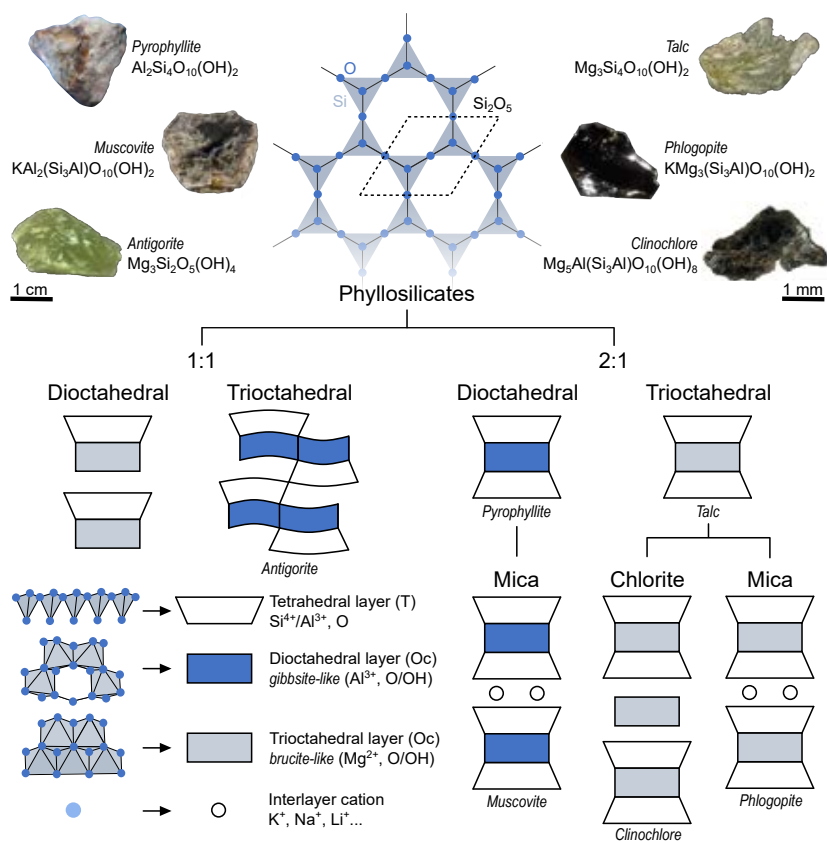 Pyrophyllite
Al₂Si₄O₁₀(OH)₂
Muscovite
KAl₂(Si₃Al)O₁₀(OH)₂
Antigorite
Mg₃Si₂O₅(OH)₄
1 cm
O
Si
Si₂O₅
Talc
Mg₃Si₄O₁₀(OH)₂
Phlogopite
KMg₃(Si₃Al)O₁₀(OH)₂
Clinochlore
Mg₅Al(Si₃Al)O₁₀(OH)₈
1 mm
Phyllosilicates
1:1
2:1
Dioctahedral
Trioctahedral
Dioctahedral
Trioctahedral
Antigorite
Pyrophyllite
Talc
Mica
Chlorite
Mica
Muscovite
Clinochlore
Phlogopite
Tetrahedral layer (T)
Si⁴⁺/Al³⁺, O
Dioctahedral layer (Oc)
gibbsite-like (Al³⁺, O/OH)
Trioctahedral layer (Oc)
brucite-like (Mg²⁺, O/OH)
Interlayer cation
K⁺, Na⁺, Li⁺...